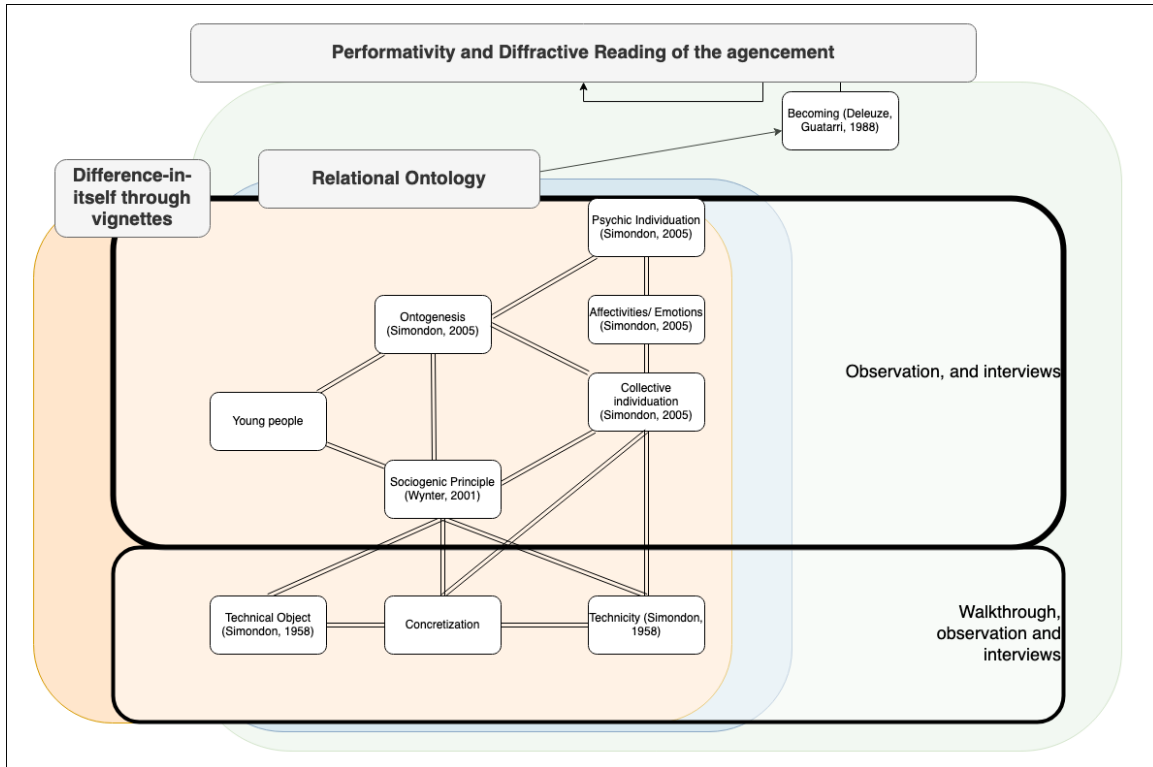 Performativity and Diffractive Reading of the agencement
Becoming (Deleuze,
Guatarri, 1988)
Difference-in-
itself through
vignettes
Relational Ontology
Psychic Individuation
(Simondon, 2005)
Ontogenesis
(Simondon, 2005)
Affectivities/ Emotions
(Simondon, 2005)
Observation, and interviews
Collective
individuation
(Simondon, 2005)
Young people
Sociogenic Principle
(Wynter, 2001)
Technical Object
(Simondon, 1958)
Concretization
Technicity (Simondon,
1958)
Walkthrough,
observation and
interviews